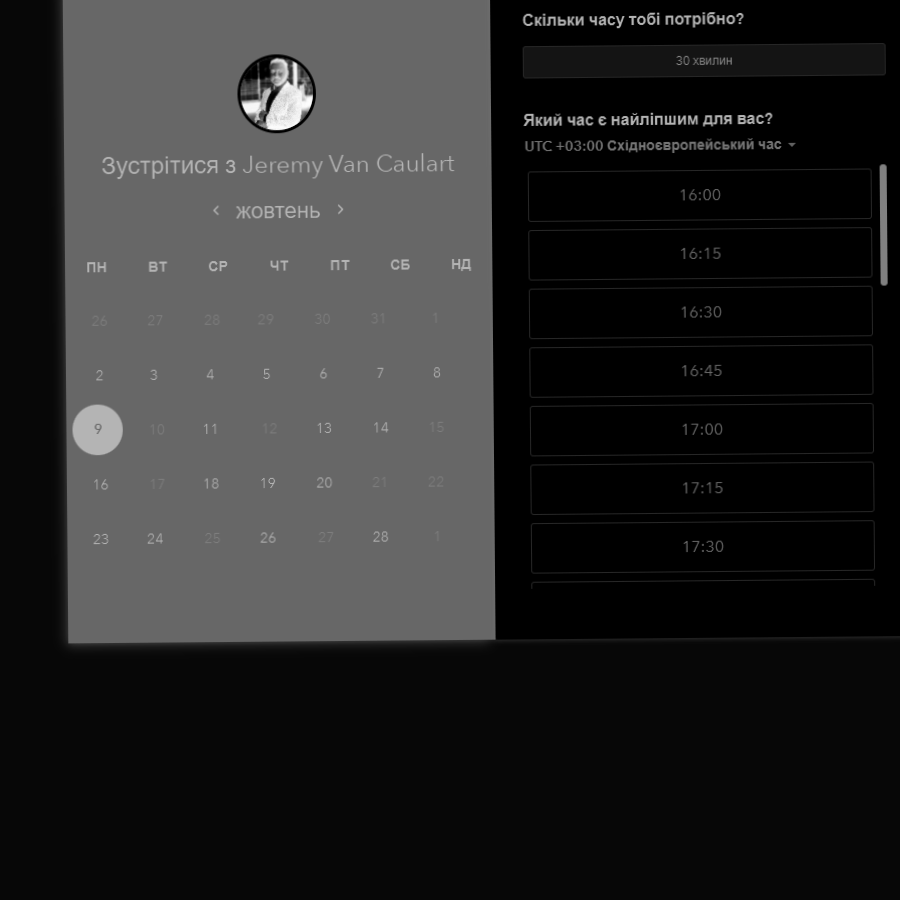 Зустрітися з Jeremy Van Caulart
‹ жовтень ›
ПН ВТ СР ЧТ ПТ СБ НД
26 27 28 29 30 31 1
2 3 4 5 6 7 8
9 10 11 12 13 14 15
16 17 18 19 20 21 22
23 24 25 26 27 28 1
Скільки часу тобі потрібно?
30 хвилин
Який час є найліпшим для вас?
UTC +03:00 Східноєвропейський час
16:00
16:15
16:30
16:45
17:00
17:15
17:30